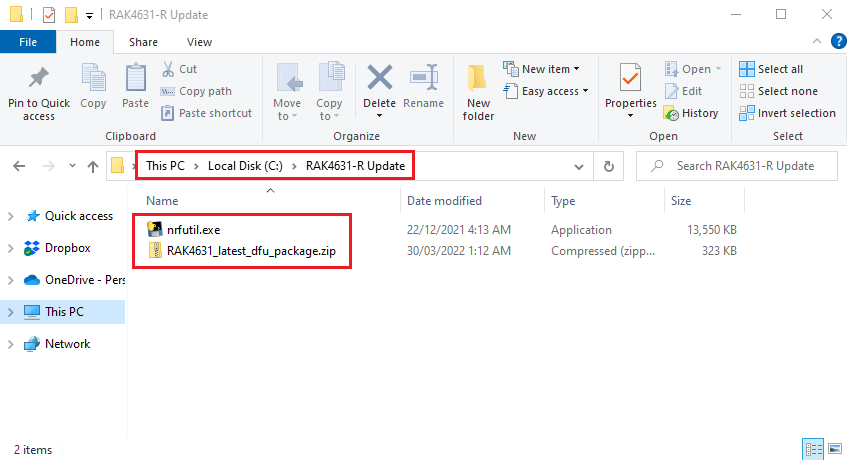 RAK4631-R Update
File Home Share View
Pin to Quick access
Copy
Paste
Cut
Copy path
Paste shortcut
Move to
Copy to
Delete
Rename
New folder
New item
Easy access
Properties
Open
Edit
History
Select all
Select none
Invert selection
Clipboard Organize New Open Select
This PC > Local Disk (C:) > RAK4631-R Update
Search RAK4631-R Update
Name Date modified Type Size
nrfutil.exe 22/12/2021 4:13 AM Application 13,550 KB
RAK4631_latest_dfu_package.zip 30/03/2022 1:12 AM Compressed (zipp... 323 KB
Quick access
Dropbox
OneDrive - Pers
This PC
Network
2 items